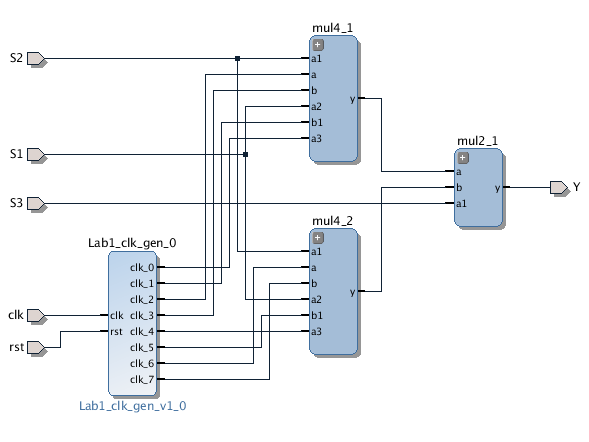 mul4_1
S2
a1
a
b
a2
b1
a3
y
S1
mul2_1
a
b
a1
y
Y
S3
mul4_2
a1
a
b
a2
b1
a3
y
Lab1_clk_gen_0
clk_0
clk_1
clk_2
clk clk_3
rst clk_4
clk_5
clk_6
clk_7
clk
rst
Lab1_clk_gen_v1_0